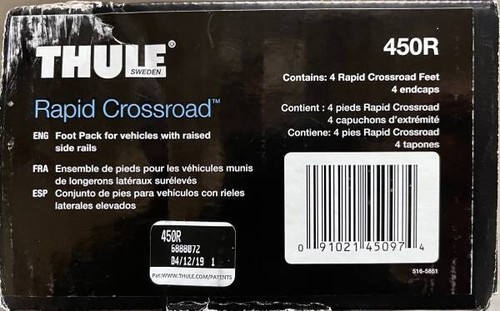 THULE®
SWEDEN
450R
Contains: 4 Rapid Crossroad Feet
4 endcaps
Contient : 4 pieds Rapid Crossroad
4 capuchons d'extrémité
Contiene: 4 pies Rapid Crossroad
4 tapones
Rapid Crossroad™
ENG Foot Pack for vehicles with raised
side rails
FRA Ensemble de pieds pour les véhicules munis
de longerons latéraux surélevés
ESP Conjunto de pies para vehículos con rieles
laterales elevados
450R
6888072
04/12/19 1
Pat:WWW.THULE.COM/PATENTS
0 91021 45097 4
516-5851